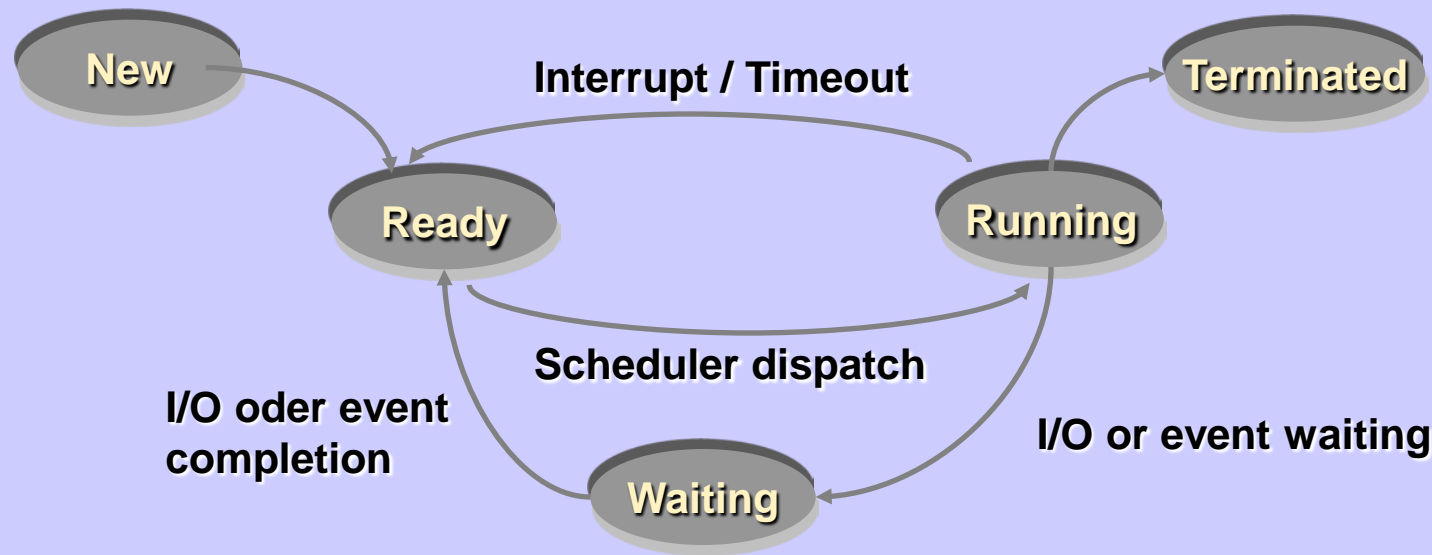 New
Interrupt / Timeout
Terminated
Ready
Running
Scheduler dispatch
I/O oder event
completion
I/O or event waiting
Waiting